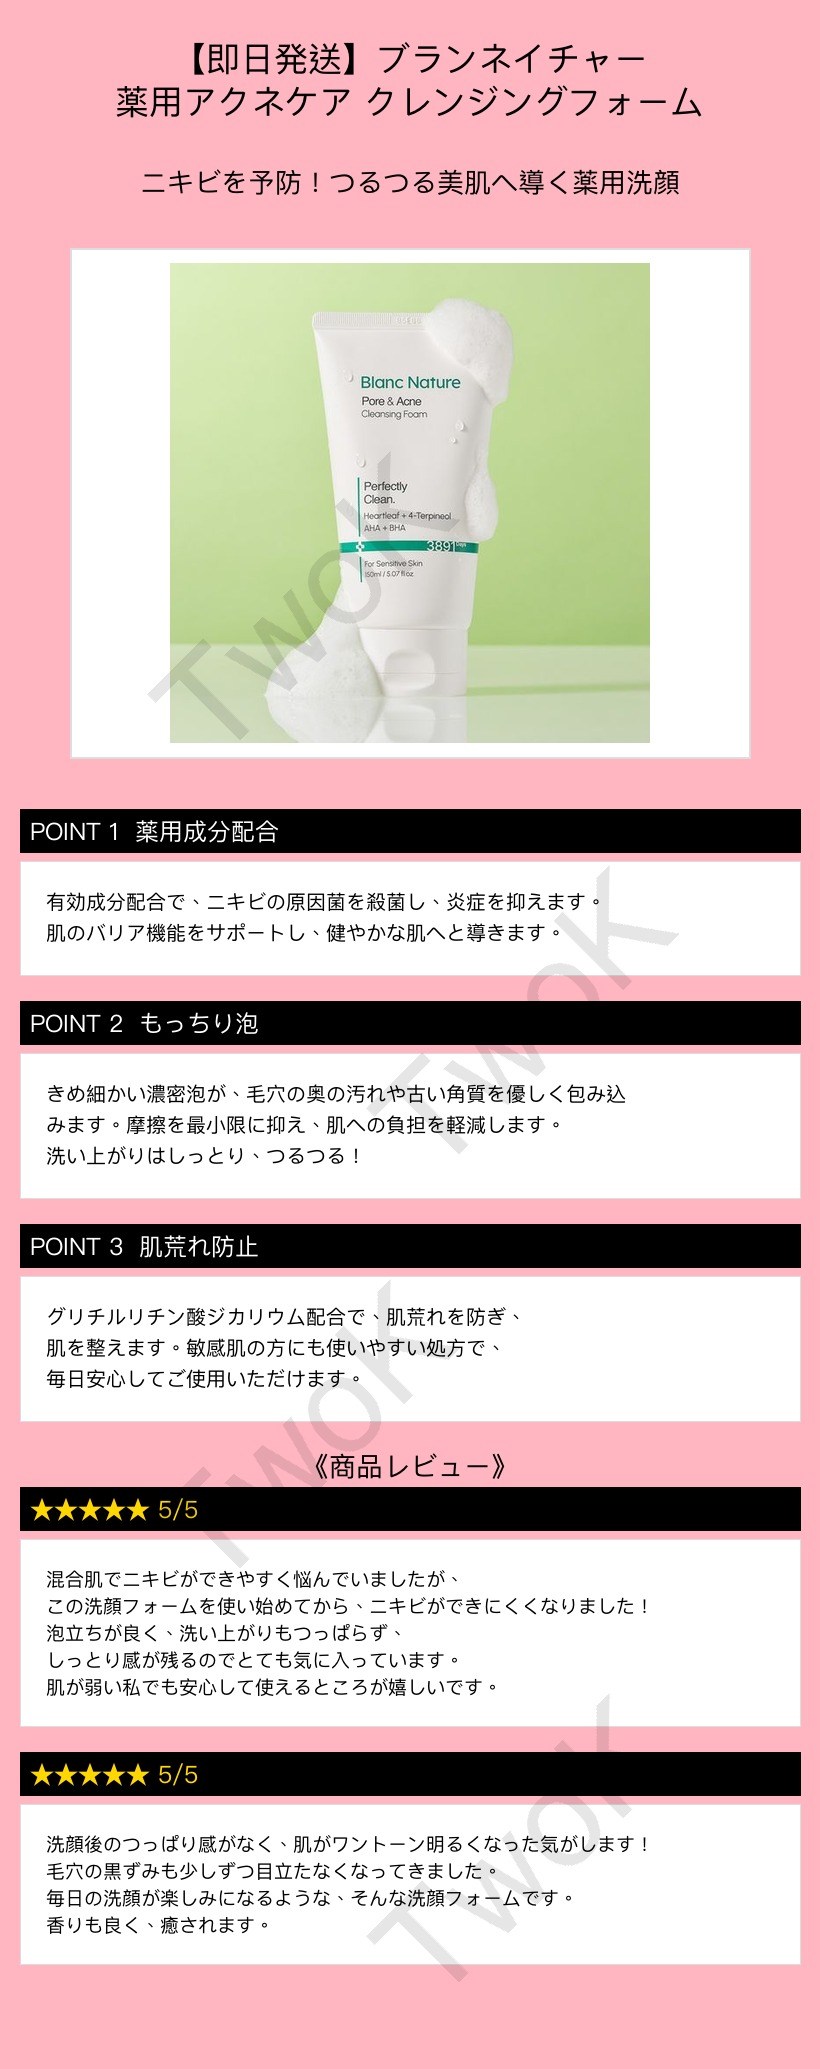 【即日発送】ブランネイチャー
薬用アクネケア クレンジングフォーム
ニキビを予防！つるつる美肌へ導く薬用洗顔
Blanc Nature
Pore & Acne
Cleansing Foam
Perfectly
Clean.
Heartleaf + 4-Terpineol
AHA + BHA
3891 Days
For Sensitive Skin
150ml / 5.07 fl.oz.
TwoK
POINT 1 薬用成分配合
有効成分配合で、ニキビの原因菌を殺菌し、炎症を抑えます。
肌のバリア機能をサポートし、健やかな肌へと導きます。
TwoK
POINT 2 もっちり泡
きめ細かい濃密泡が、毛穴の奥の汚れや古い角質を優しく包み込
みます。摩擦を最小限に抑え、肌への負担を軽減します。
洗い上がりはしっとり、つるつる！
POINT 3 肌荒れ防止
グリチルリチン酸ジカリウム配合で、肌荒れを防ぎ、
肌を整えます。敏感肌の方にも使いやすい処方で、
毎日安心してご使用いただけます。
TwoK
《商品レビュー》
★★★★★ 5/5
混合肌でニキビができやすく悩んでいましたが、
この洗顔フォームを使い始めてから、ニキビができにくくなりました！
泡立ちが良く、洗い上がりもつっぱらず、
しっとり感が残るのでとても気に入っています。
肌が弱い私でも安心して使えるところが嬉しいです。
★★★★★ 5/5
洗顔後のつっぱり感がなく、肌がワントーン明るくなった気がします！
毛穴の黒ずみも少しずつ目立たなくなってきました。
毎日の洗顔が楽しみになるような、そんな洗顔フォームです。
香りも良く、癒されます。
TwoK